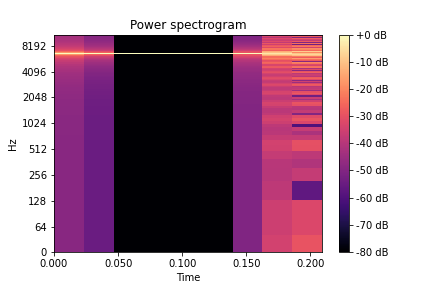 Power spectrogram
8192
4096
2048
1024
512
256
128
64
0
Hz
0.000 0.050 0.100 0.150 0.200
Time
+0 dB
-10 dB
-20 dB
-30 dB
-40 dB
-50 dB
-60 dB
-70 dB
-80 dB